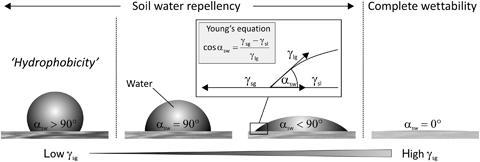 Soil water repellency
Complete wettability
Young's equation
cos α_sw = (γ_sg − γ_sl) / γ_lg
γ_lg
γ_sg
α_sw
γ_sl
'Hydrophobicity'
Water
α_sw > 90°
α_sw = 90°
α_sw < 90°
α_sw = 0°
Low γ_sg
High γ_sg